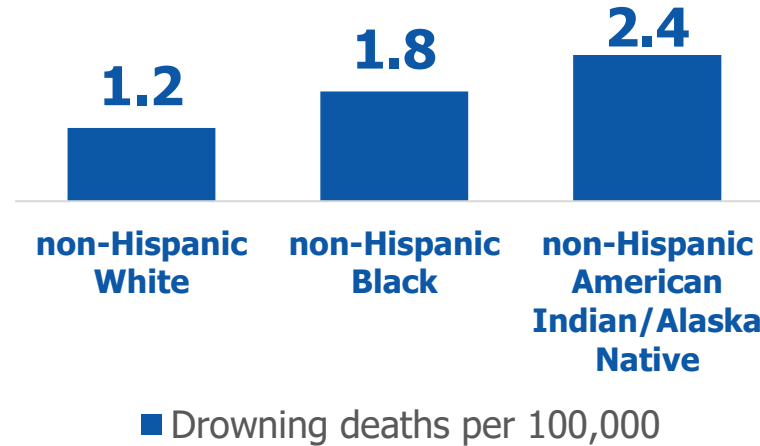 1.2
1.8
2.4
non-Hispanic
White
non-Hispanic
Black
non-Hispanic
American
Indian/Alaska
Native
Drowning deaths per 100,000